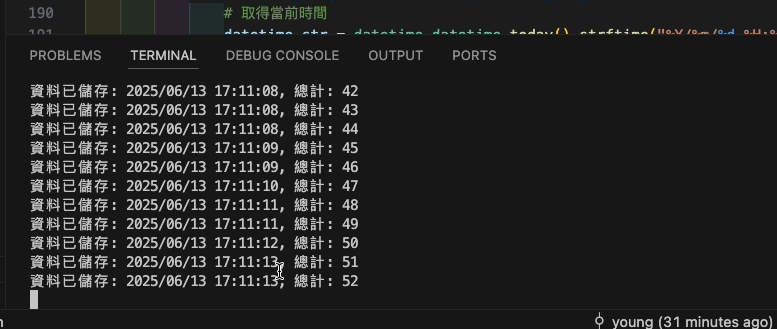 190 # 取得當前時間
191 datetime_str = datetime.datetime.today().strftime("%Y/%m/%d %H:%
PROBLEMS TERMINAL DEBUG CONSOLE OUTPUT PORTS
資料已儲存: 2025/06/13 17:11:08, 總計: 42
資料已儲存: 2025/06/13 17:11:08, 總計: 43
資料已儲存: 2025/06/13 17:11:08, 總計: 44
資料已儲存: 2025/06/13 17:11:09, 總計: 45
資料已儲存: 2025/06/13 17:11:09, 總計: 46
資料已儲存: 2025/06/13 17:11:10, 總計: 47
資料已儲存: 2025/06/13 17:11:11, 總計: 48
資料已儲存: 2025/06/13 17:11:11, 總計: 49
資料已儲存: 2025/06/13 17:11:12, 總計: 50
資料已儲存: 2025/06/13 17:11:13, 總計: 51
資料已儲存: 2025/06/13 17:11:13, 總計: 52
young (31 minutes ago)